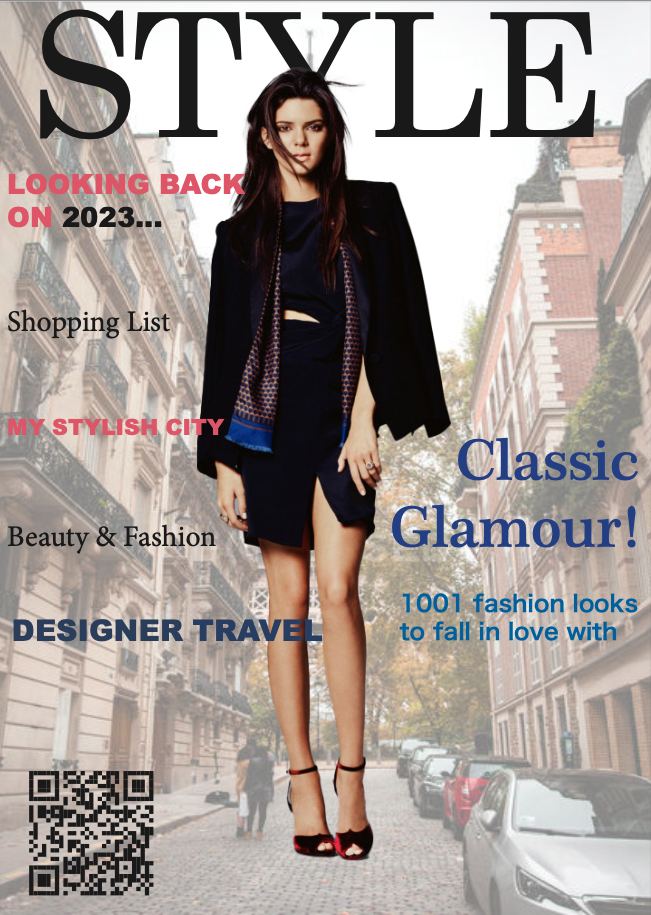 STYLE
LOOKING BACK
ON 2023...
Shopping List
MY STYLISH CITY
Beauty & Fashion
DESIGNER TRAVEL
Classic
Glamour!
1001 fashion looks
to fall in love with